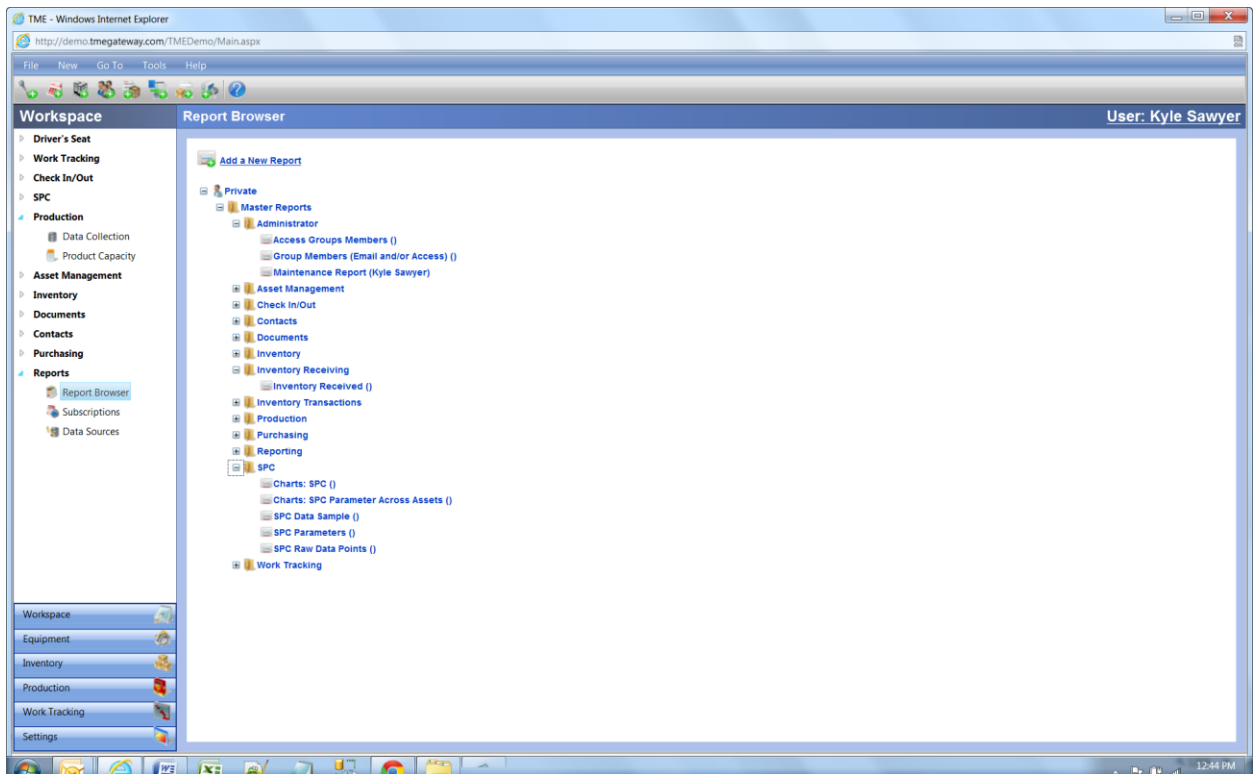 TME - Windows Internet Explorer
http://demo.tmegateway.com/TMEDemo/Main.aspx
File New Go To Tools Help
Workspace
Report Browser
User: Kyle Sawyer
Driver's Seat
Work Tracking
Check In/Out
SPC
Production
Data Collection
Product Capacity
Asset Management
Inventory
Documents
Contacts
Purchasing
Reports
Report Browser
Subscriptions
Data Sources
Workspace
Equipment
Inventory
Production
Work Tracking
Settings
Add a New Report
Private
Master Reports
Administrator
Access Groups Members ()
Group Members (Email and/or Access) ()
Maintenance Report (Kyle Sawyer)
Asset Management
Check In/Out
Contacts
Documents
Inventory
Inventory Receiving
Inventory Received ()
Inventory Transactions
Production
Purchasing
Reporting
SPC
Charts: SPC ()
Charts: SPC Parameter Across Assets ()
SPC Data Sample ()
SPC Parameters ()
SPC Raw Data Points ()
Work Tracking
12:44 PM